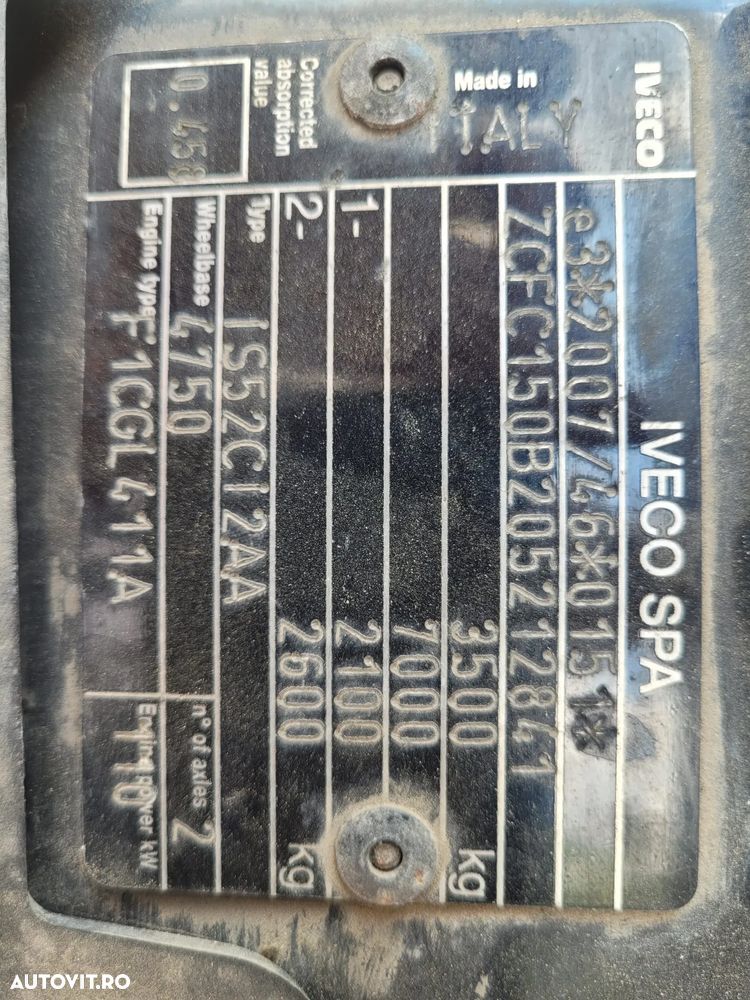 IVECO SPA
IVECO
e3*2007/46*0151*
ZCFC150B205212841
3500 kg
7000
1- 2100
2- 2600 kg
Made in
ITALY
Corrected
absorption
value
0.458
Type IS52CI2AA
Wheelbase 4750
n° of axles 2
Engine type F1CGL411A
Engine power kW
110
AUTOVIT.RO